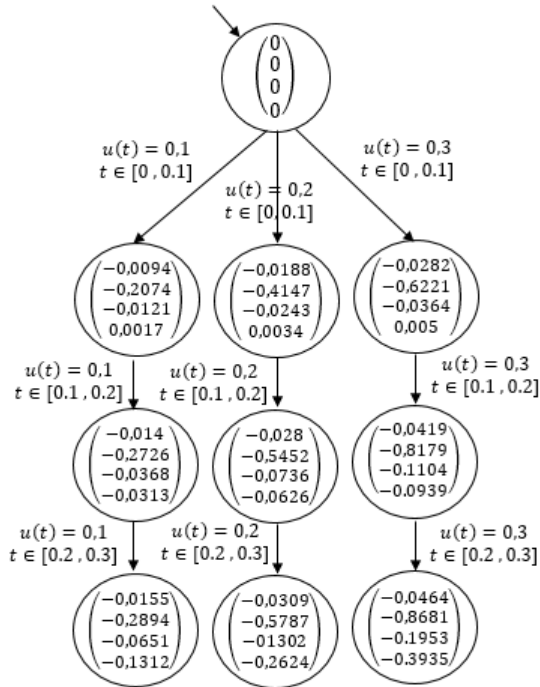 0
0
0
0
u(t) = 0,1
t ∈ [0 , 0.1]
u(t) = 0,2
t ∈ [0,0.1]
u(t) = 0,3
t ∈ [0 , 0.1]
−0,0094
−0,2074
−0,0121
0,0017
−0,0188
−0,4147
−0,0243
0,0034
−0,0282
−0,6221
−0,0364
0,005
u(t) = 0,1
t ∈ [0.1 , 0.2]
u(t) = 0,2
t ∈ [0.1 , 0.2]
u(t) = 0,3
t ∈ [0.1 , 0.2]
−0,014
−0,2726
−0,0368
−0,0313
−0,028
−0,5452
−0,0736
−0,0626
−0,0419
−0,8179
−0.1104
−0.0939
u(t) = 0,1
t ∈ [0.2 , 0.3]
u(t) = 0,2
t ∈ [0.2 , 0.3]
u(t) = 0,3
t ∈ [0.2 , 0.3]
−0,0155
−0,2894
−0,0651
−0,1312
−0,0309
−0,5787
−01302
−0,2624
−0,0464
−0,8681
−0.1953
−0.3935